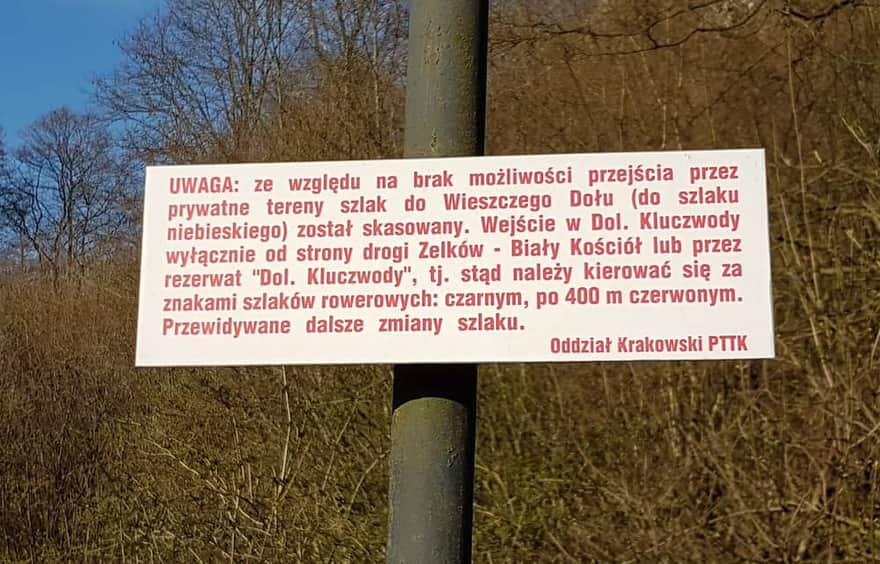 UWAGA: ze względu na brak możliwości przejścia przez
prywatne tereny szlak do Wieszczego Dołu (do szlaku
niebieskiego) został skasowany. Wejście w Dol. Kluczwody
wyłącznie od strony drogi Zelków - Biały Kościół lub przez
rezerwat "Dol. Kluczwody", tj. stąd należy kierować się za
znakami szlaków rowerowych: czarnym, po 400 m czerwonym.
Przewidywane dalsze zmiany szlaku.
Oddział Krakowski PTTK